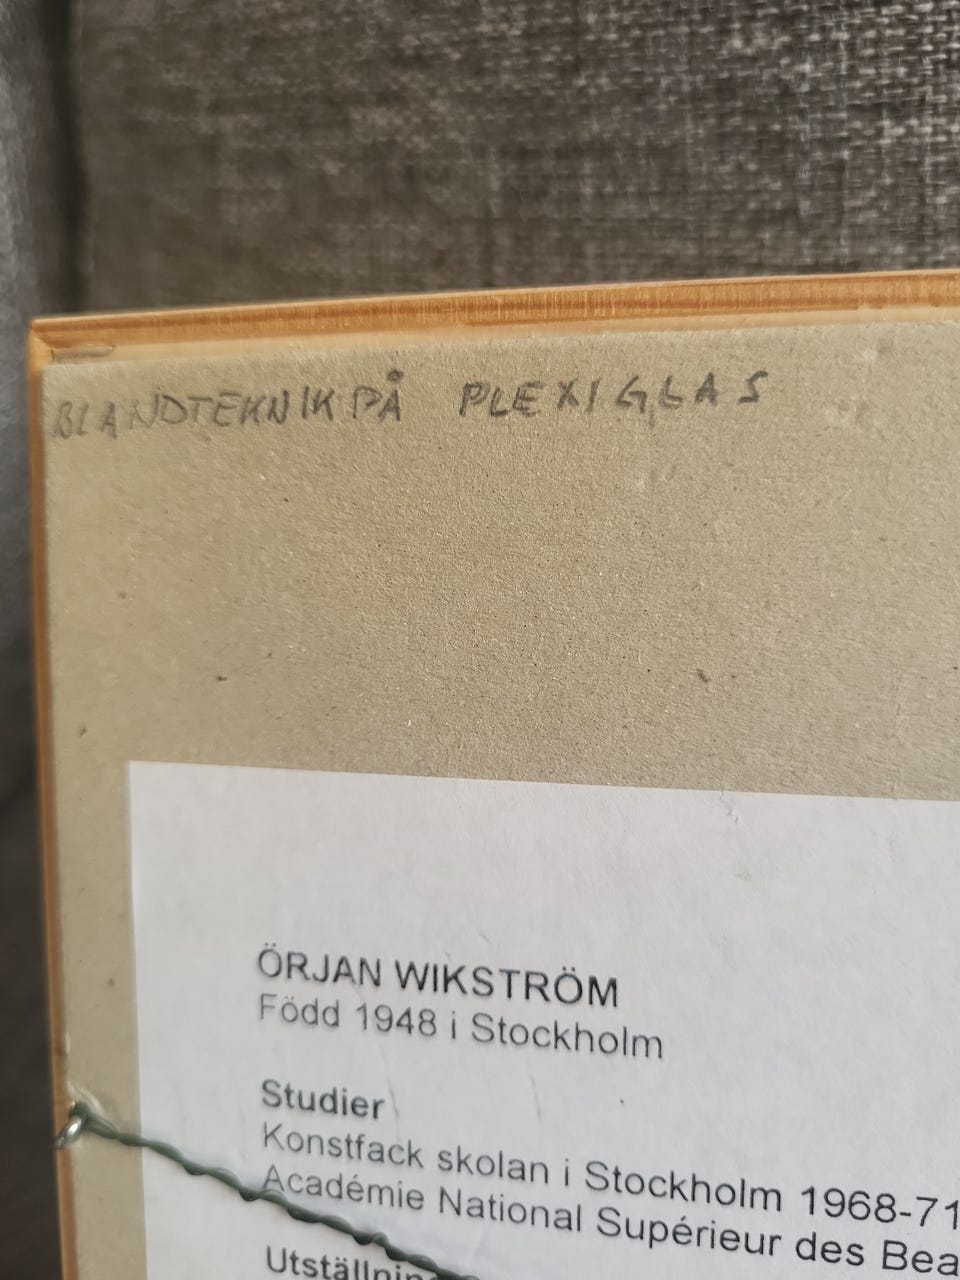 BLANDTEKNIK PÅ PLEXIGLAS
ÖRJAN WIKSTRÖM
Född 1948 i Stockholm
Studier
Konstfack skolan i Stockholm 1968-71
Académie National Supérieur des Bea
Utställnin